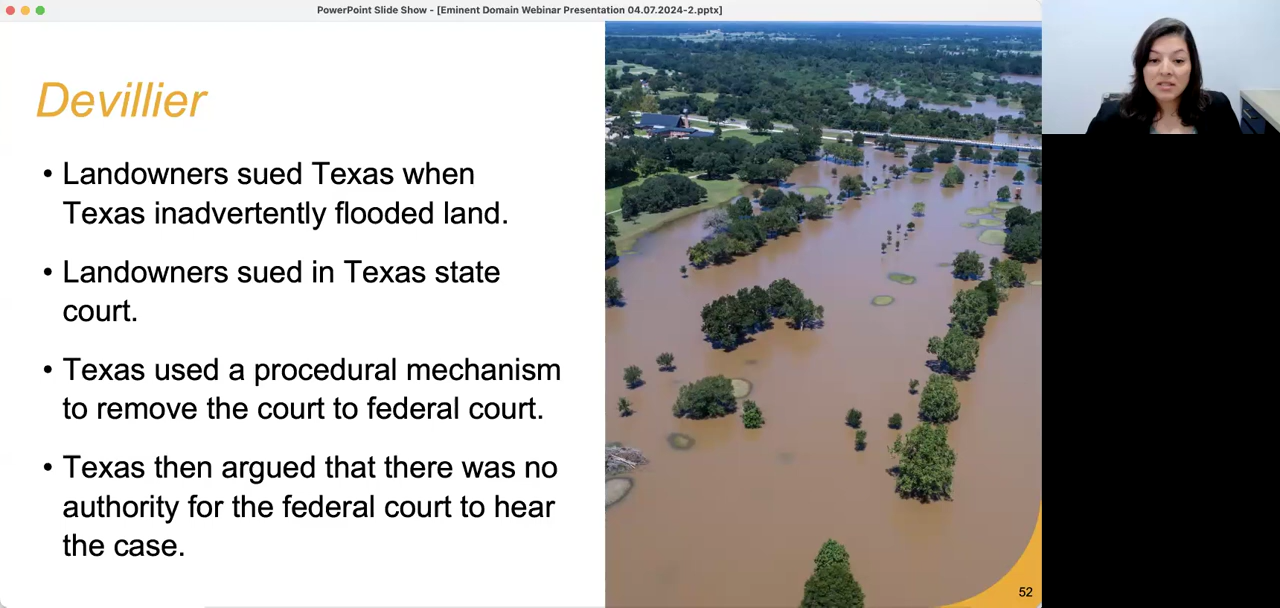 PowerPoint Slide Show - [Eminent Domain Webinar Presentation 04.07.2024-2.pptx]
Devillier
• Landowners sued Texas when
Texas inadvertently flooded land.
• Landowners sued in Texas state
court.
• Texas used a procedural mechanism
to remove the court to federal court.
• Texas then argued that there was no
authority for the federal court to hear
the case.
52